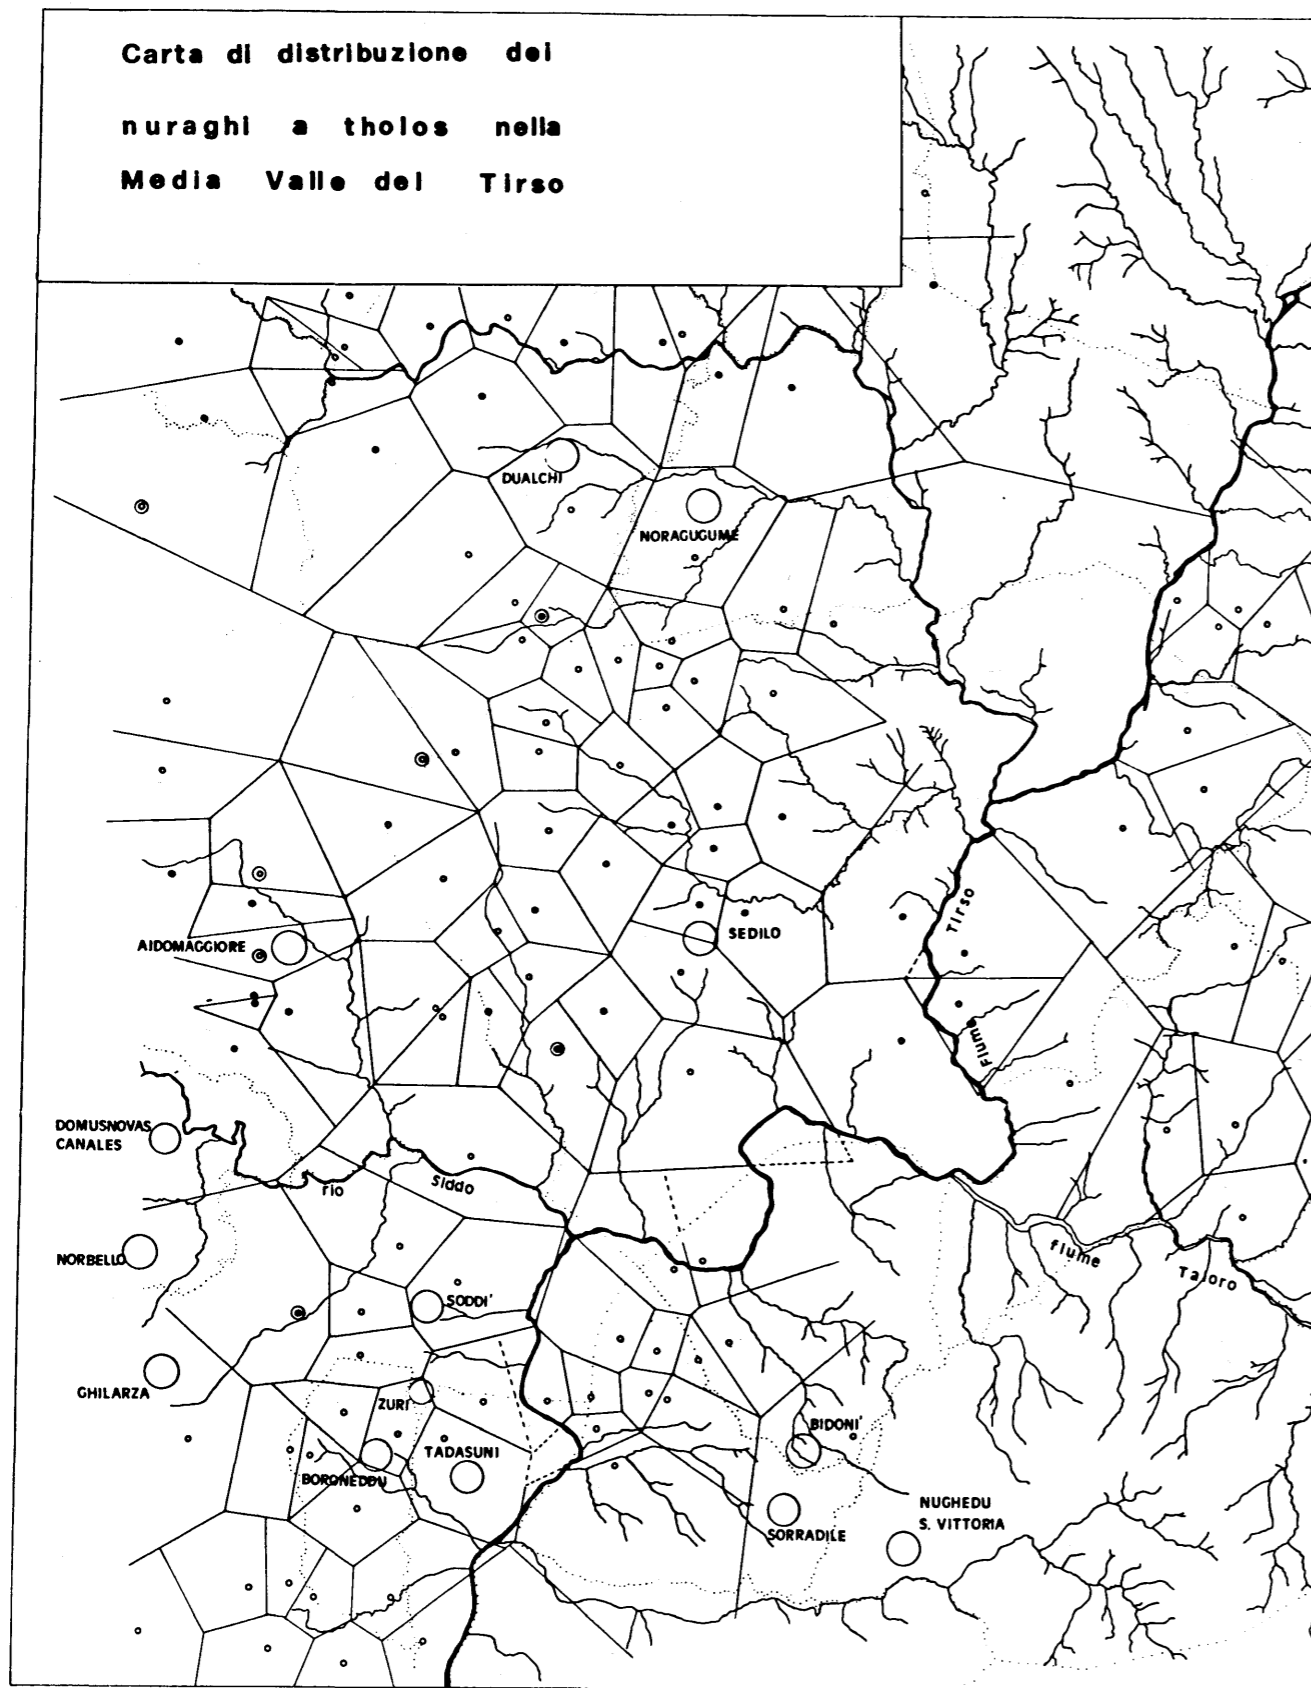 Carta di distribuzione dei
nuraghi a tholos nella
Media Valle del Tirso
DUALCHI
NORAGUGUME
AIDOMAGGIORE
SEDILO
Tirso
Fiume
DOMUSNOVAS
CANALES
rio
Siddo
NORBELLO
fiume
Taloro
SODDI'
GHILARZA
ZURI
BIDONI'
TADASUNI
BORONEDDU
NUGHEDU
S. VITTORIA
SORRADILE